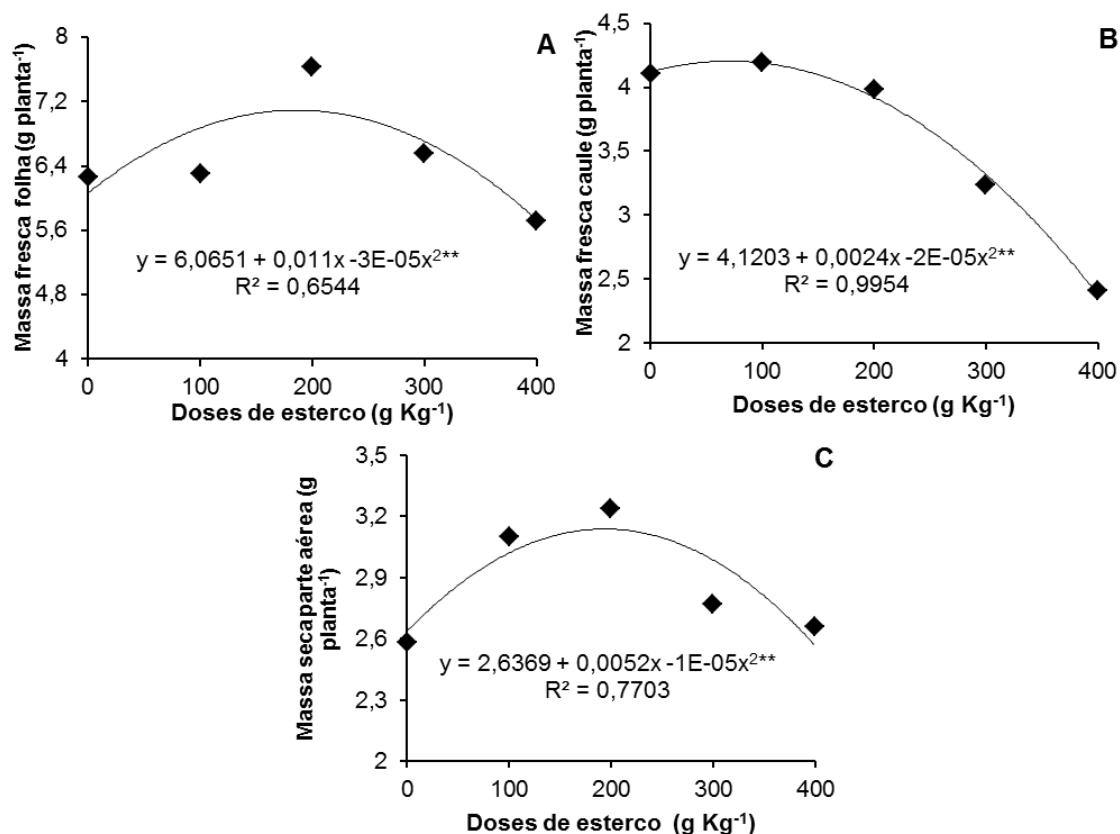 A
Massa fresca folha (g planta⁻¹)
8
7,2
6,4
5,6
4,8
4
y = 6,0651 + 0,011x -3E-05x²**
R² = 0,6544
0 100 200 300 400
Doses de esterco (g Kg⁻¹)
B
Massa fresca caule (g planta⁻¹)
4,5
4
3,5
3
2,5
2
y = 4,1203 + 0,0024x -2E-05x²**
R² = 0,9954
0 100 200 300 400
Doses de esterco (g Kg⁻¹)
C
Massa secaparte aérea (g
planta⁻¹)
3,5
3,2
2,9
2,6
2,3
2
y = 2,6369 + 0,0052x -1E-05x²**
R² = 0,7703
0 100 200 300 400
Doses de esterco (g Kg⁻¹)